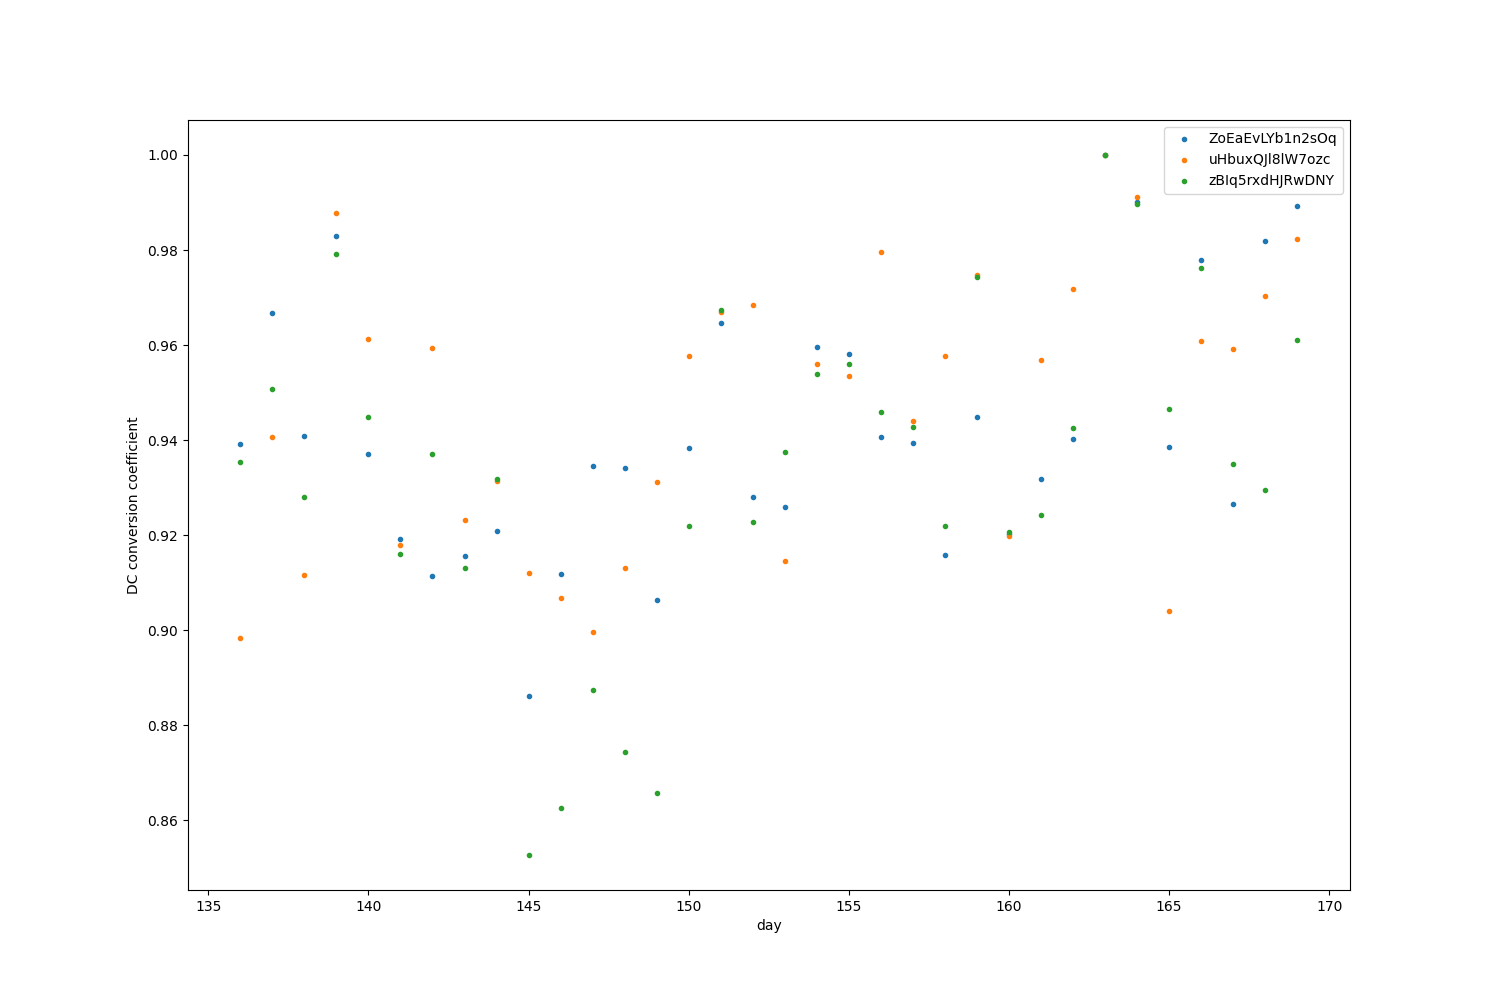 ZoEaEvLYb1n2sOq
uHbuxQJl8lW7ozc
zBIq5rxdHJRwDNY
1.00
0.98
0.96
0.94
0.92
0.90
0.88
0.86
DC conversion coefficient
135 140 145 150 155 160 165 170
day